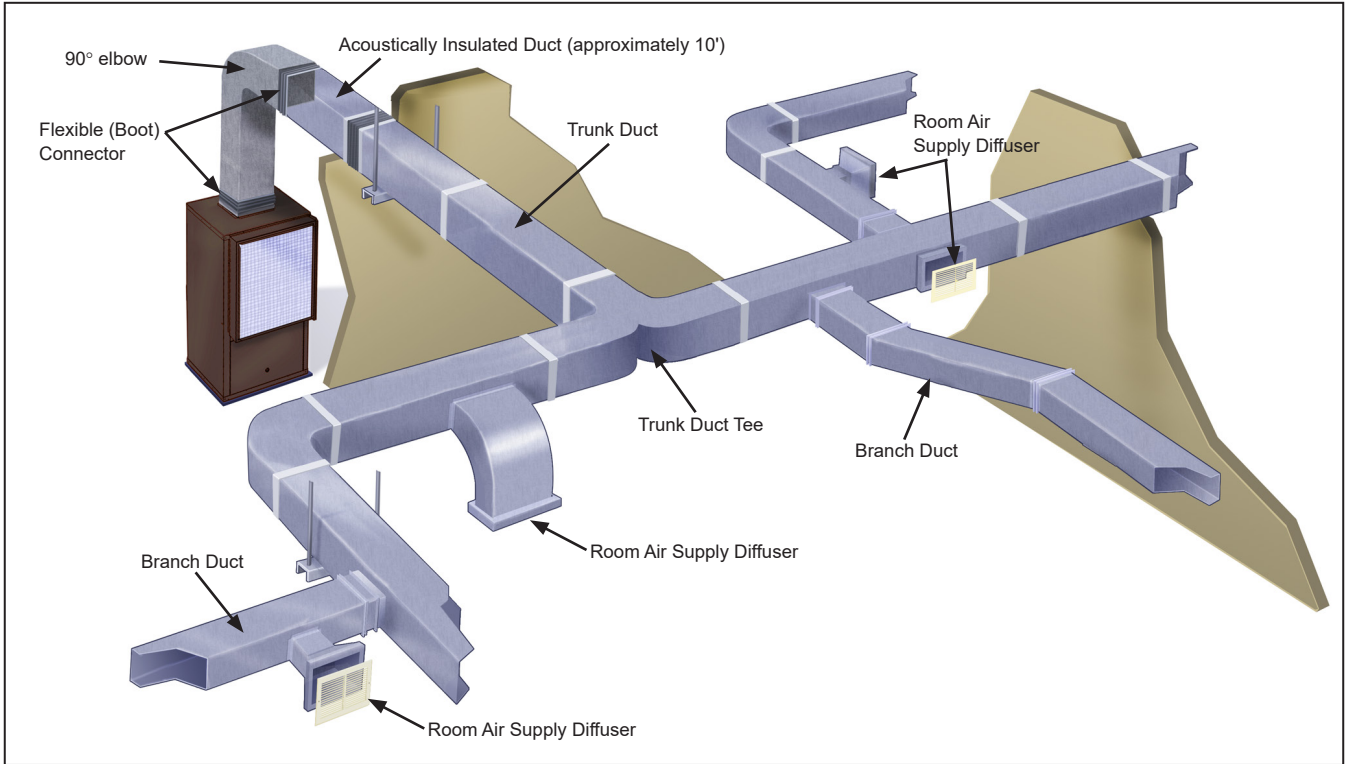 Acoustically Insulated Duct (approximately 10')
90° elbow
Flexible (Boot)
Connector
Trunk Duct
Room Air
Supply Diffuser
Trunk Duct Tee
Branch Duct
Room Air Supply Diffuser
Branch Duct
Room Air Supply Diffuser